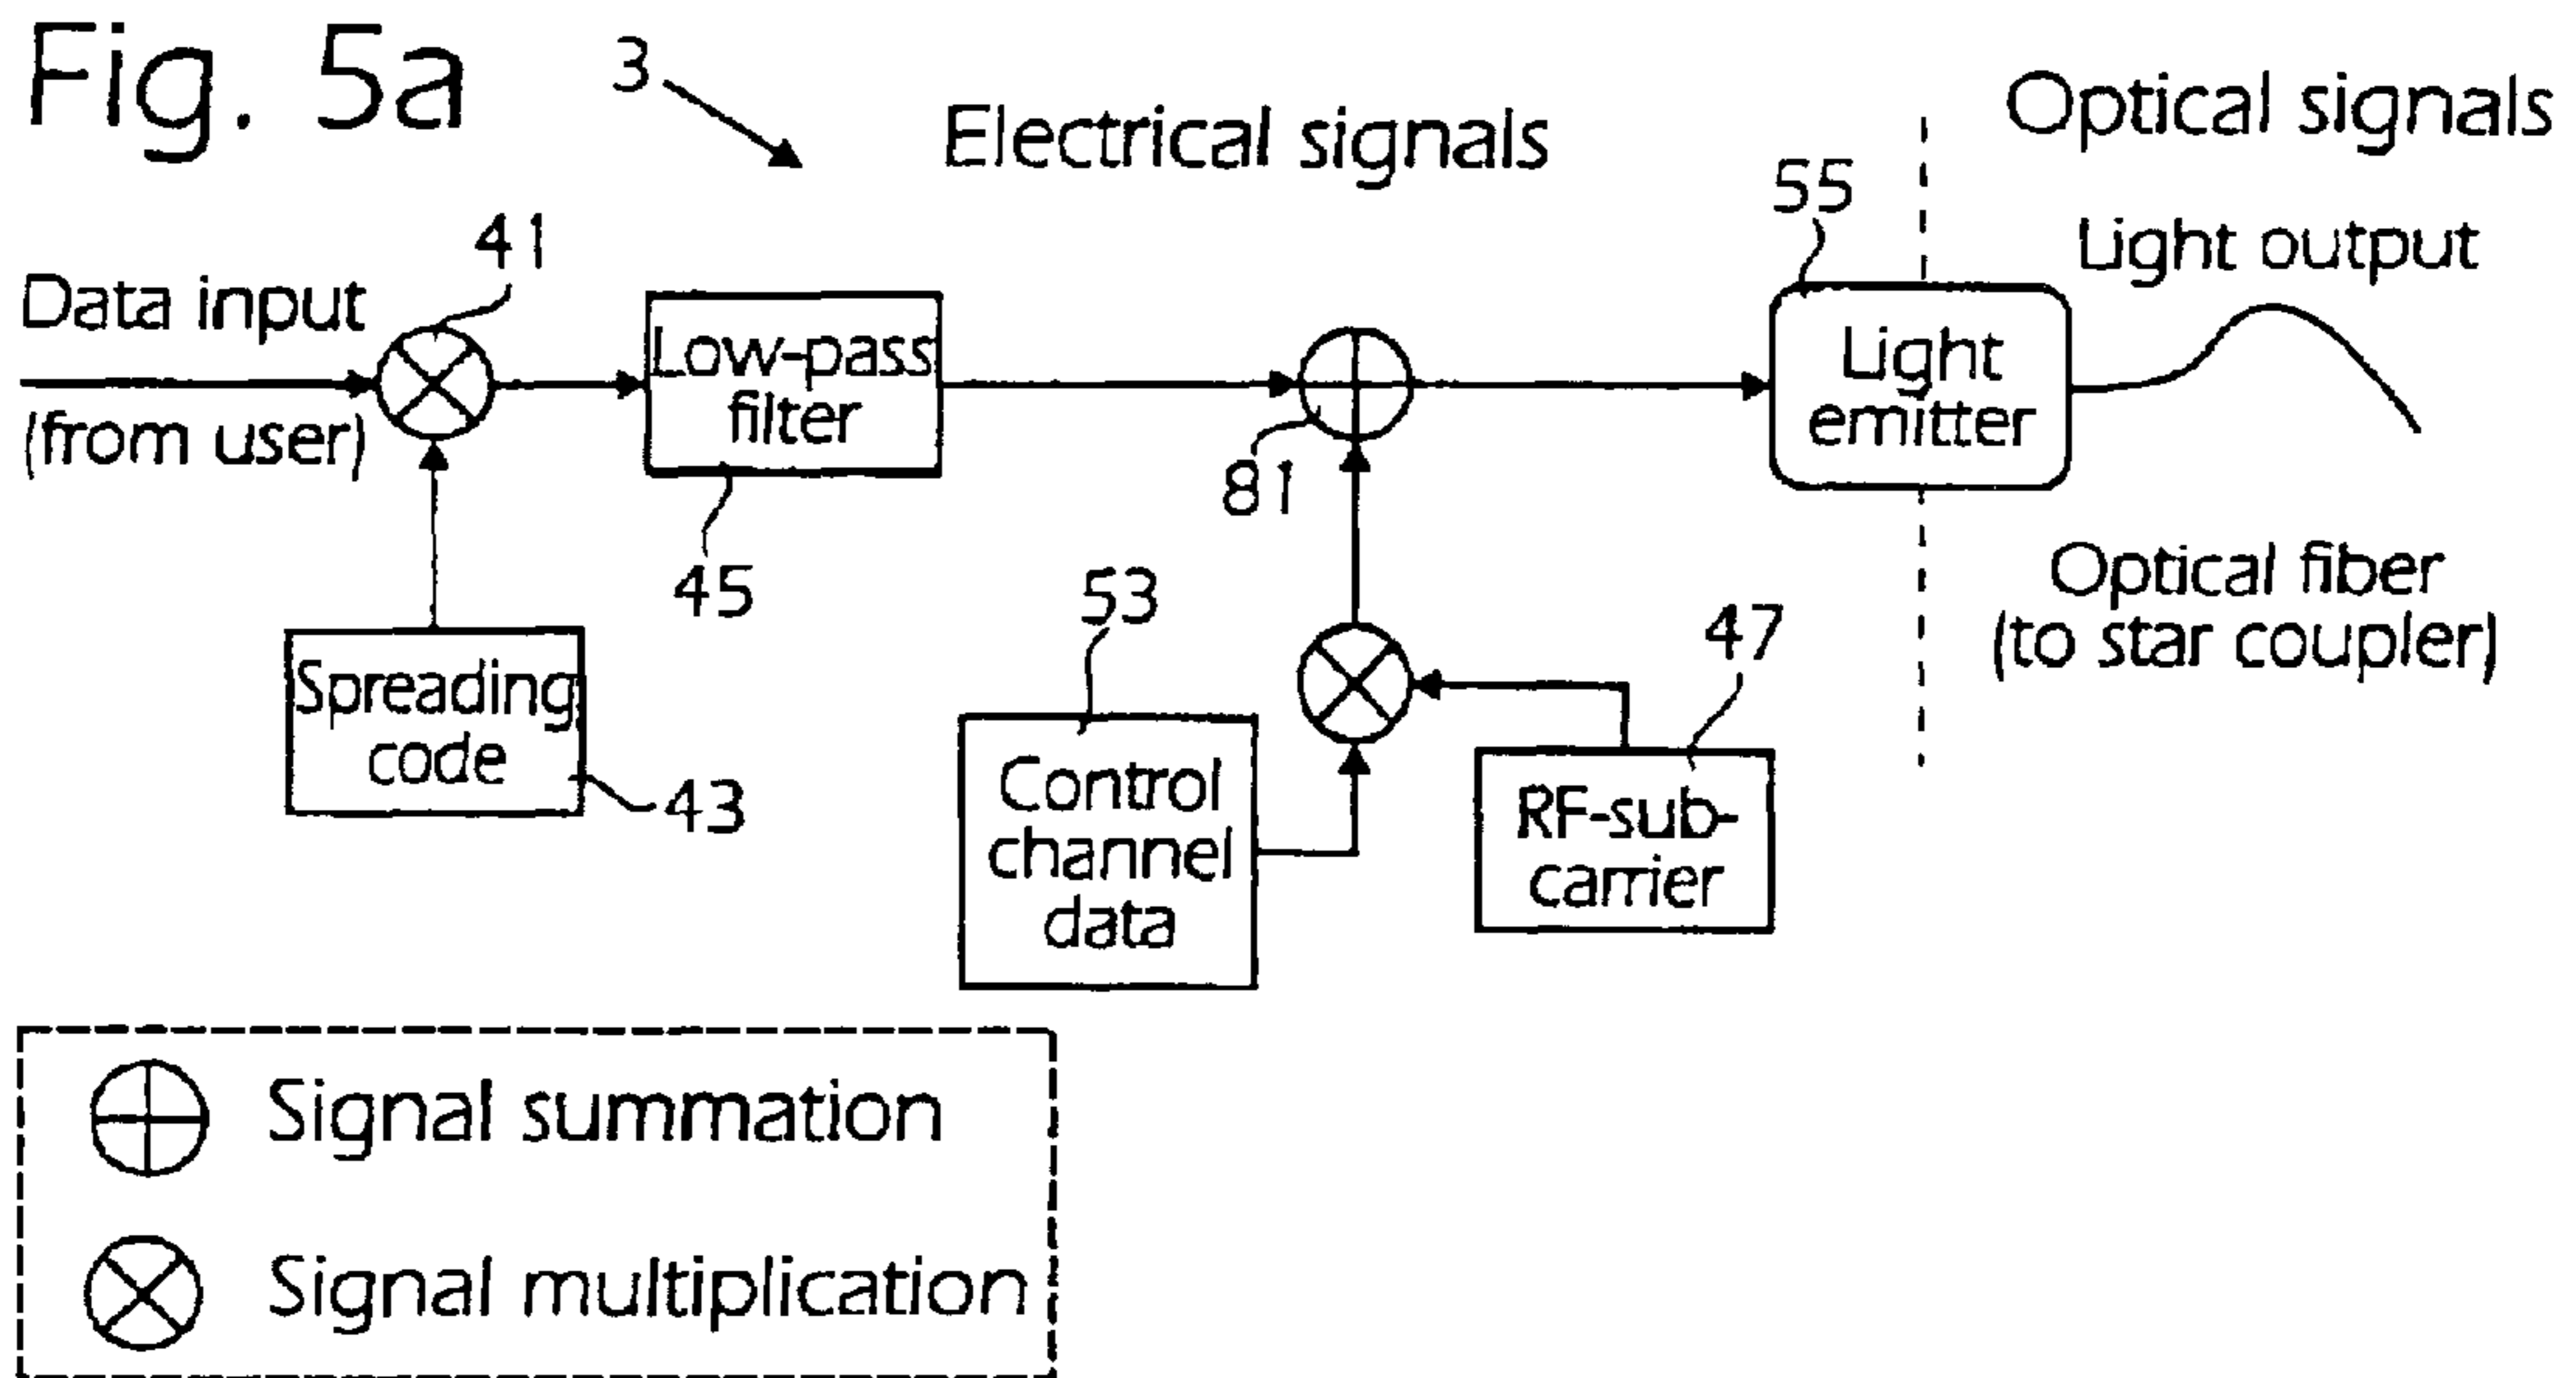 Fig. 5a
3
Electrical signals
Optical signals
55
Light output
41
Data input
(from user)
Low-pass
filter
45
81
Light
emitter
Optical fiber
(to star coupler)
Spreading
code
43
53
Control
channel
data
47
RF-sub-
carrier
Signal summation
Signal multiplication